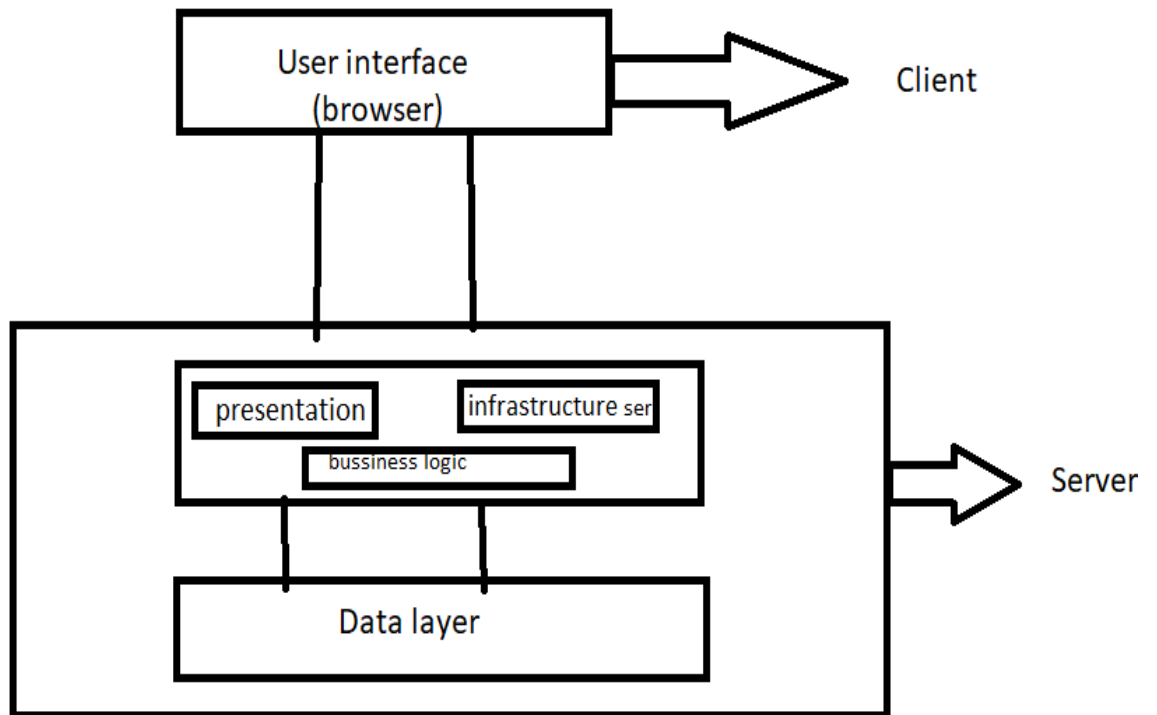 User interface
(browser)
Client
presentation
infrastructure ser
bussiness logic
Server
Data layer